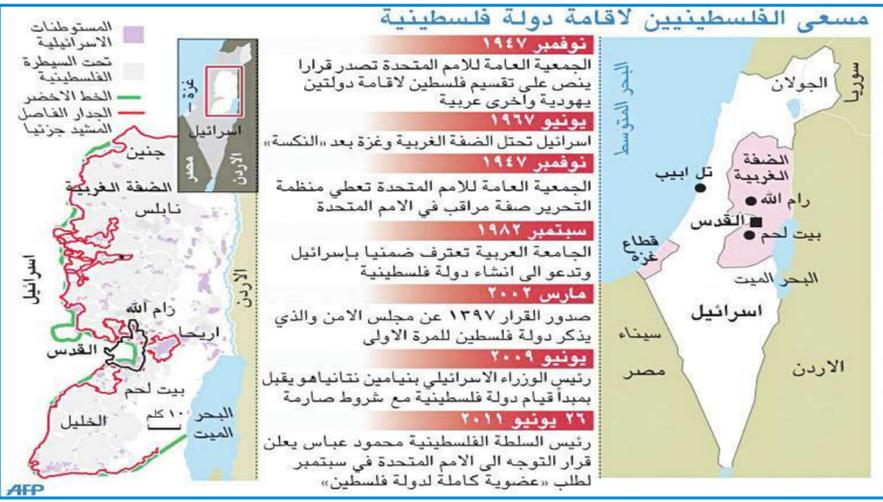 مسعى الفلسطينيين لاقامة دولة فلسطينية
سوريا
الجولان
البحر المتوسط
الضفة
الغربية
تل ابيب
رام الله
القدس
بيت لحم
قطاع
غزة
البحر الميت
اسرائيل
سيناء
مصر
الاردن
نوفمبر ١٩٤٧
الجمعية العامة للامم المتحدة تصدر قرارا
ينص على تقسيم فلسطين لاقامة دولتين
يهودية واخرى عربية
يونيو ١٩٦٧
اسرائيل تحتل الضفة الغربية وغزة بعد «النكسة»
نوفمبر ١٩٤٧
الجمعية العامة للامم المتحدة تعطي منظمة
التحرير صفة مراقب في الامم المتحدة
سبتمبر ١٩٨٢
الجامعة العربية تعترف ضمنيا بإسرائيل
وتدعو الى انشاء دولة فلسطينية
مارس ٢٠٠٢
صدور القرار ١٣٩٧ عن مجلس الامن والذي
يذكر دولة فلسطين للمرة الاولى
يونيو ٢٠٠٩
رئيس الوزراء الاسرائيلي بنيامين نتانياهو يقبل
بمبدأ قيام دولة فلسطينية مع شروط صارمة
٢٦ يونيو ٢٠١١
رئيس السلطة الفلسطينية محمود عباس يعلن
قرار التوجه الى الامم المتحدة في سبتمبر
لطلب «عضوية كاملة لدولة فلسطين»
غزة
اسرائيل
مصر
الاردن
المستوطنات
الاسرائيلية
تحت السيطرة
الفلسطينية
الخط الاخضر
الجدار الفاصل
المشيد جزئيا
جنين
الضفة الغربية
نابلس
اسرائيل
الاردن
رام الله
اريحا
القدس
بيت لحم
الخليل
١٠ كلم
البحر
الميت
AFP